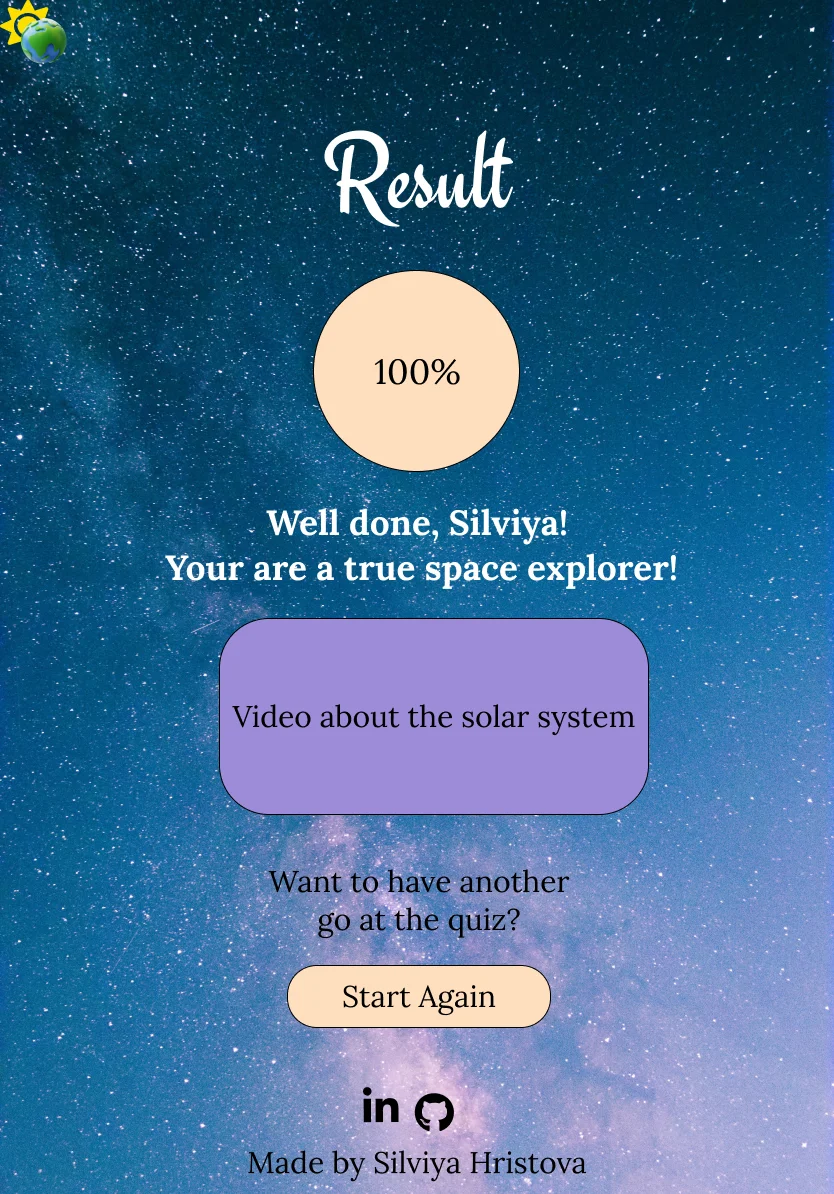 Result
100%
Well done, Silviya!
Your are a true space explorer!
Video about the solar system
Want to have another
go at the quiz?
Start Again
in
Made by Silviya Hristova